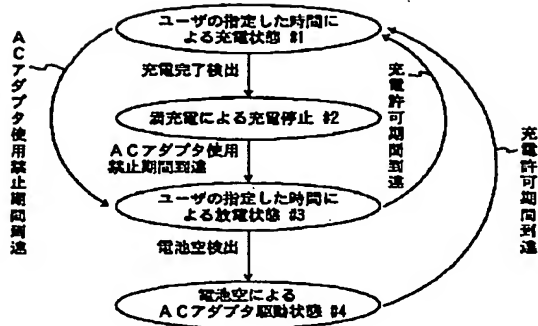 ユーザの指定した時間に
よる充電状態 #1
ACアダプタ使用禁止期間到達
充電完了検出
充電許可期間到達
満充電による充電停止 #2
充電許可期間到達
ACアダプタ使用
禁止期間到達
ユーザの指定した時間に
よる放電状態 #3
電池空検出
電池空による
ACアダプタ駆動状態 #4